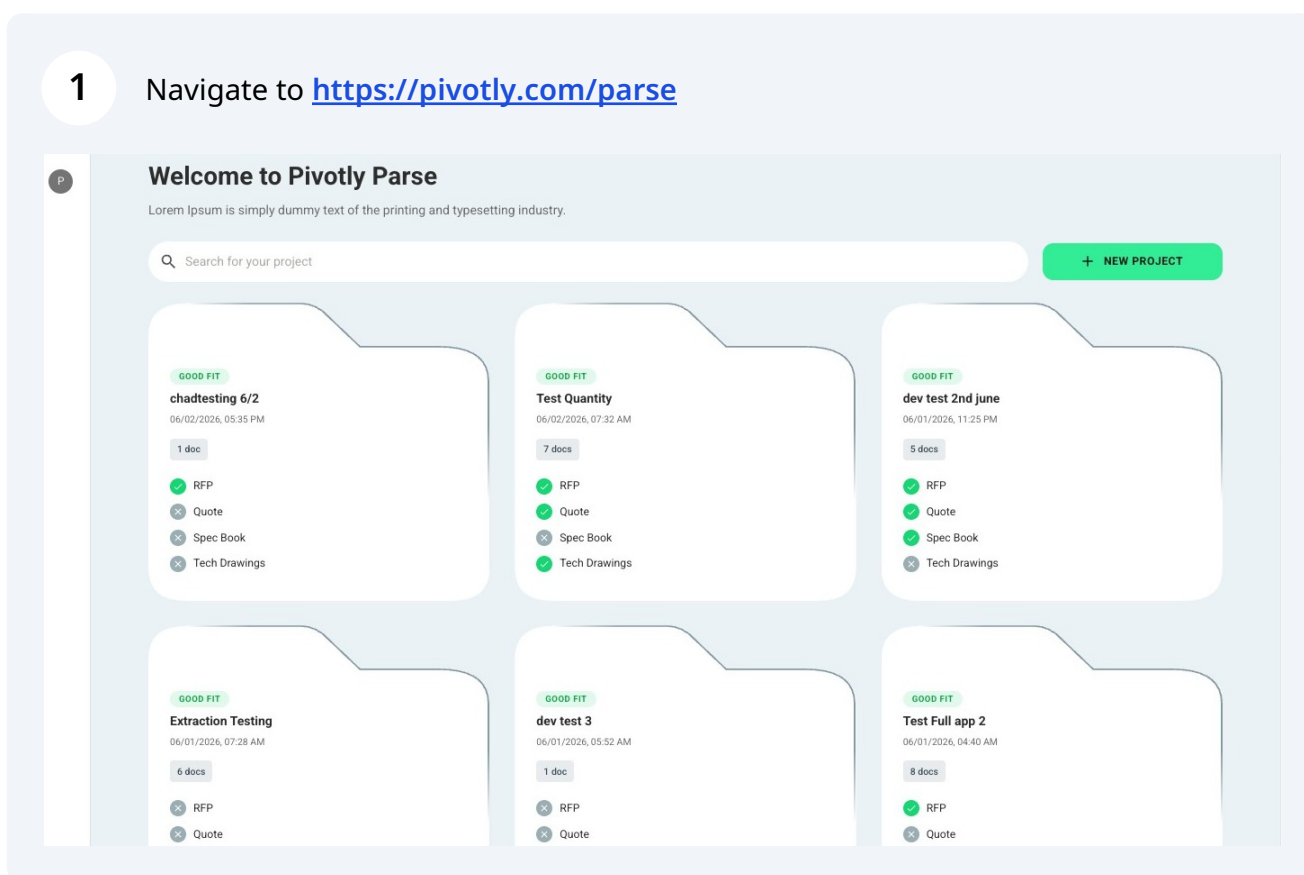 1
Navigate to https://pivotly.com/parse
P
Welcome to Pivotly Parse
Lorem Ipsum is simply dummy text of the printing and typesetting industry.
Search for your project
+ NEW PROJECT
GOOD FIT
chadtesting 6/2
06/02/2026, 05:35 PM
1 doc
RFP
Quote
Spec Book
Tech Drawings
GOOD FIT
Test Quantity
06/02/2026, 07:32 AM
7 docs
RFP
Quote
Spec Book
Tech Drawings
GOOD FIT
dev test 2nd june
06/01/2026, 11:25 PM
5 docs
RFP
Quote
Spec Book
Tech Drawings
GOOD FIT
Extraction Testing
06/01/2026, 07:28 AM
6 docs
RFP
Quote
GOOD FIT
dev test 3
06/01/2026, 05:52 AM
1 doc
RFP
Quote
GOOD FIT
Test Full app 2
06/01/2026, 04:40 AM
8 docs
RFP
Quote